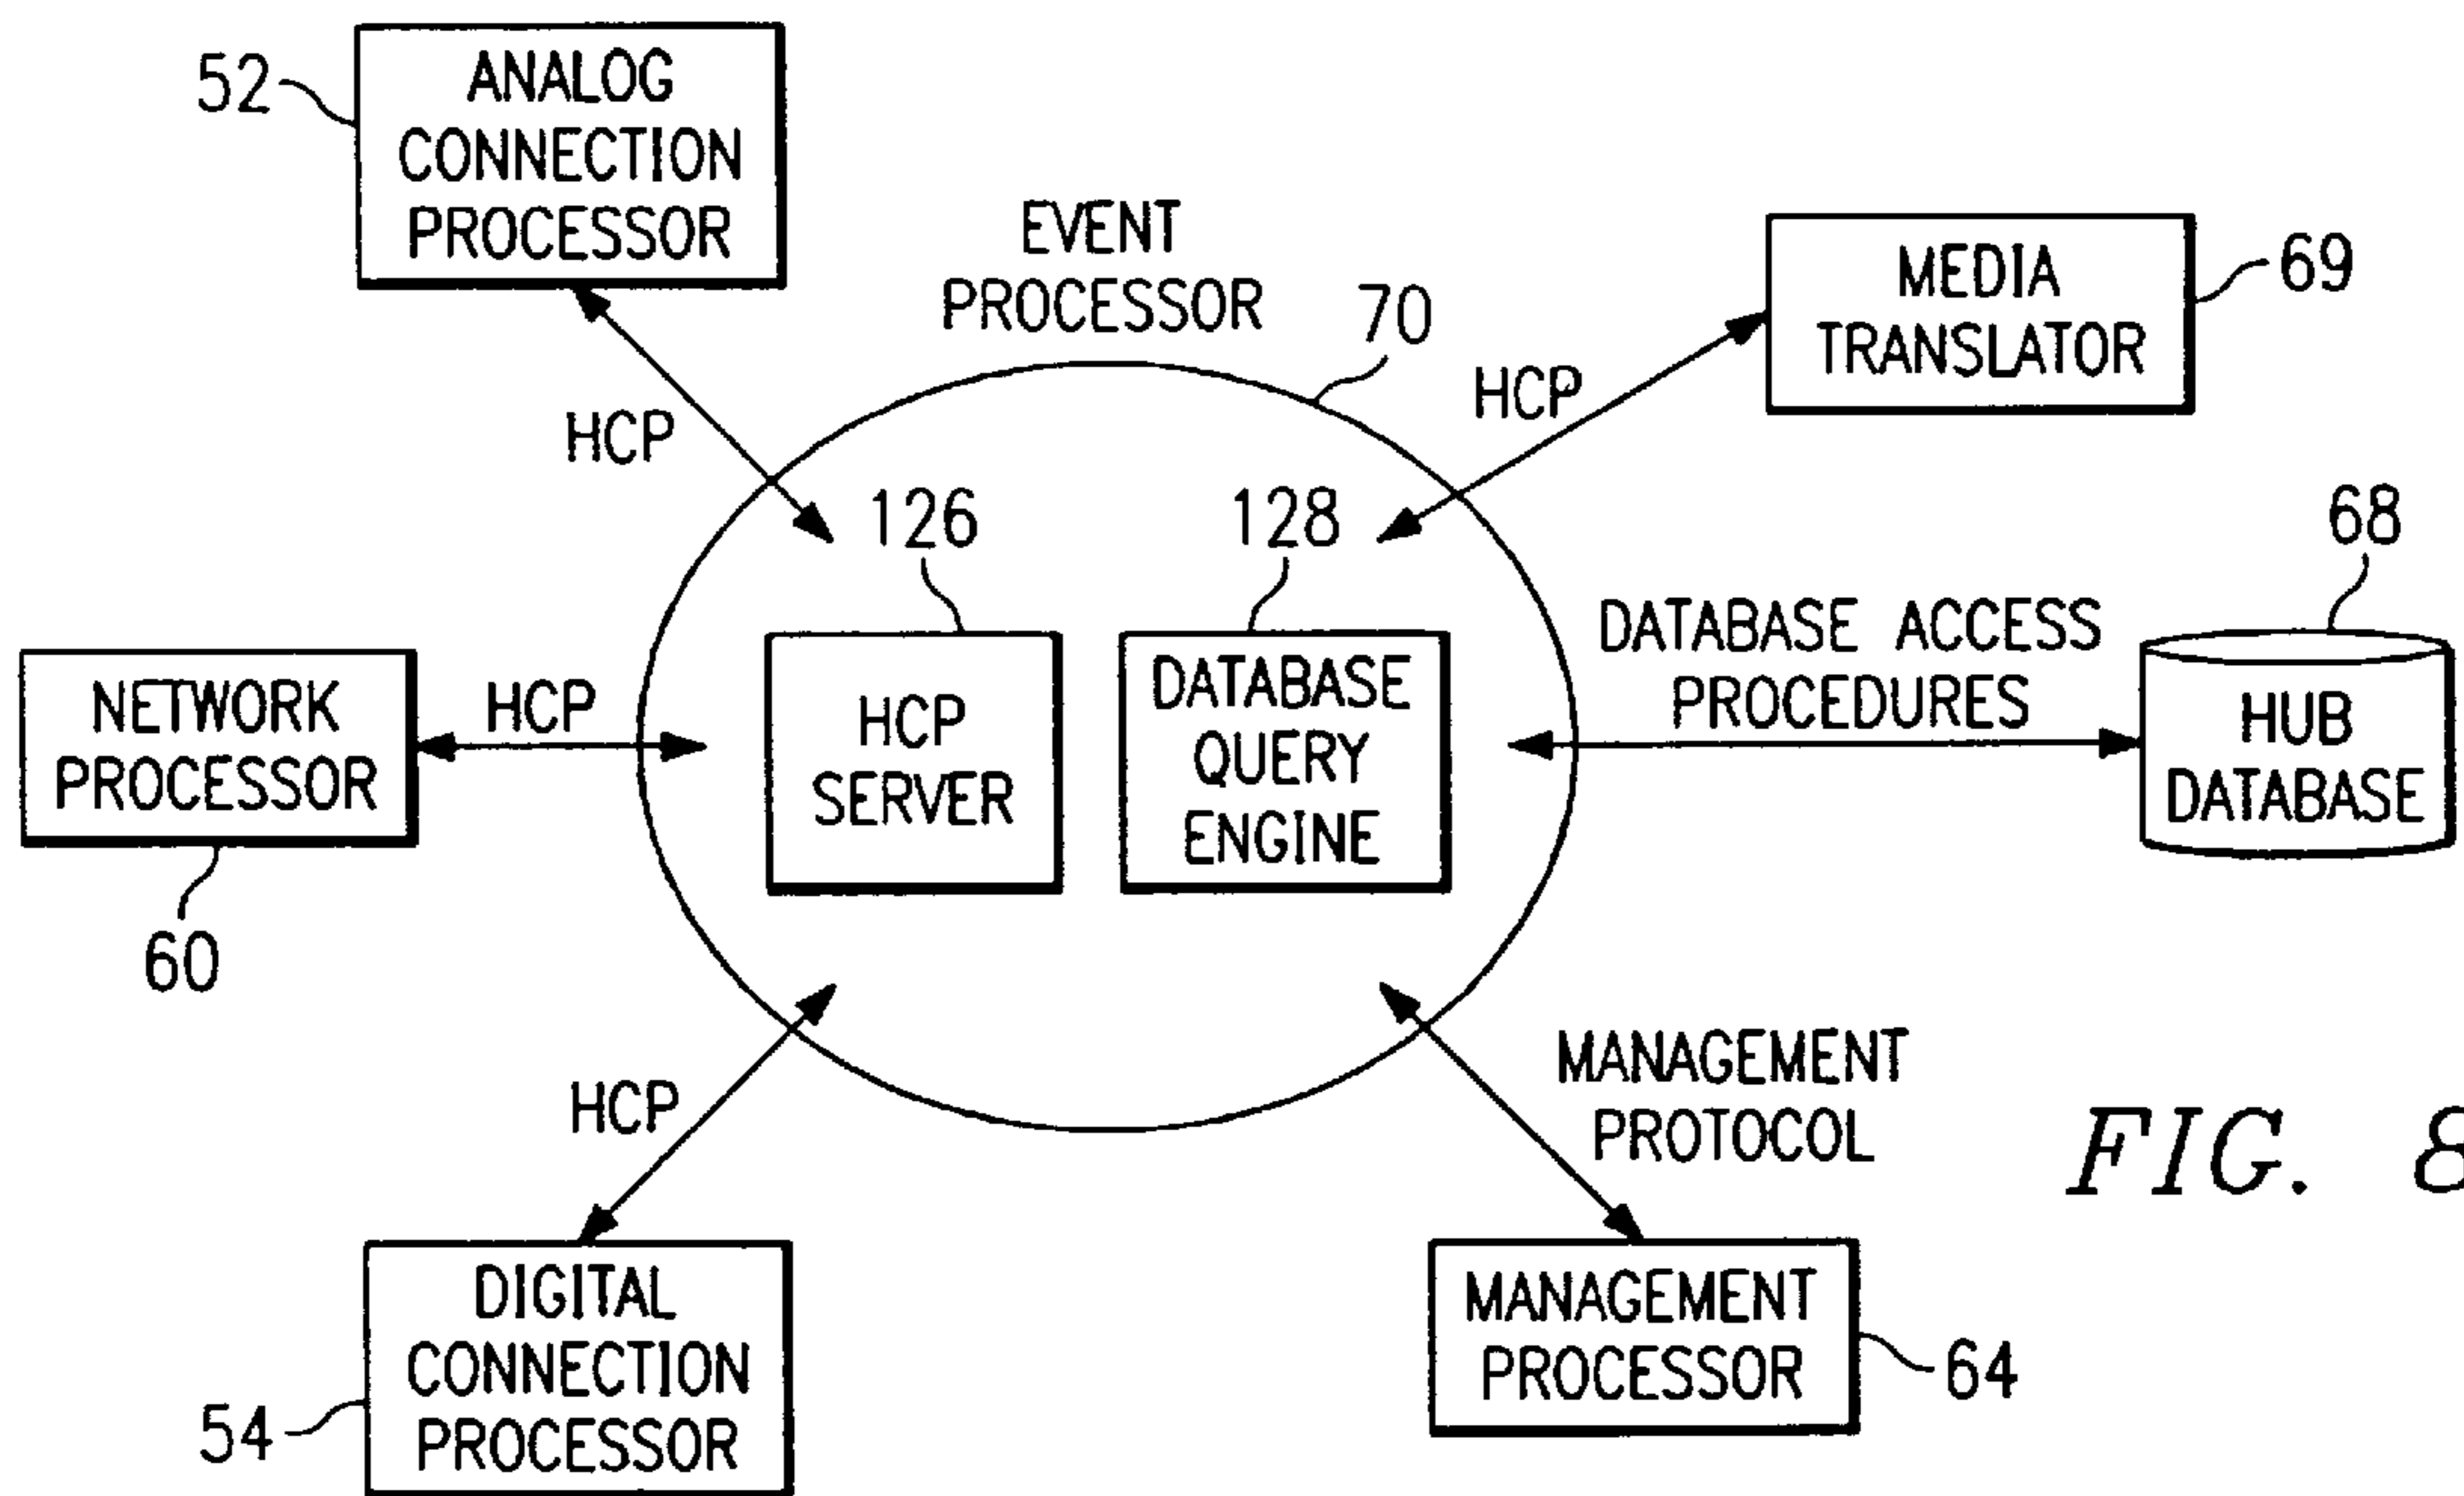 52
ANALOG
CONNECTION
PROCESSOR
EVENT
PROCESSOR
70
MEDIA
TRANSLATOR
69
HCP
HCP
126
128
68
NETWORK
PROCESSOR
60
HCP
HCP
SERVER
DATABASE
QUERY
ENGINE
DATABASE ACCESS
PROCEDURES
HUB
DATABASE
HCP
MANAGEMENT
PROTOCOL
DIGITAL
CONNECTION
PROCESSOR
54
MANAGEMENT
PROCESSOR
64
FIG. 8